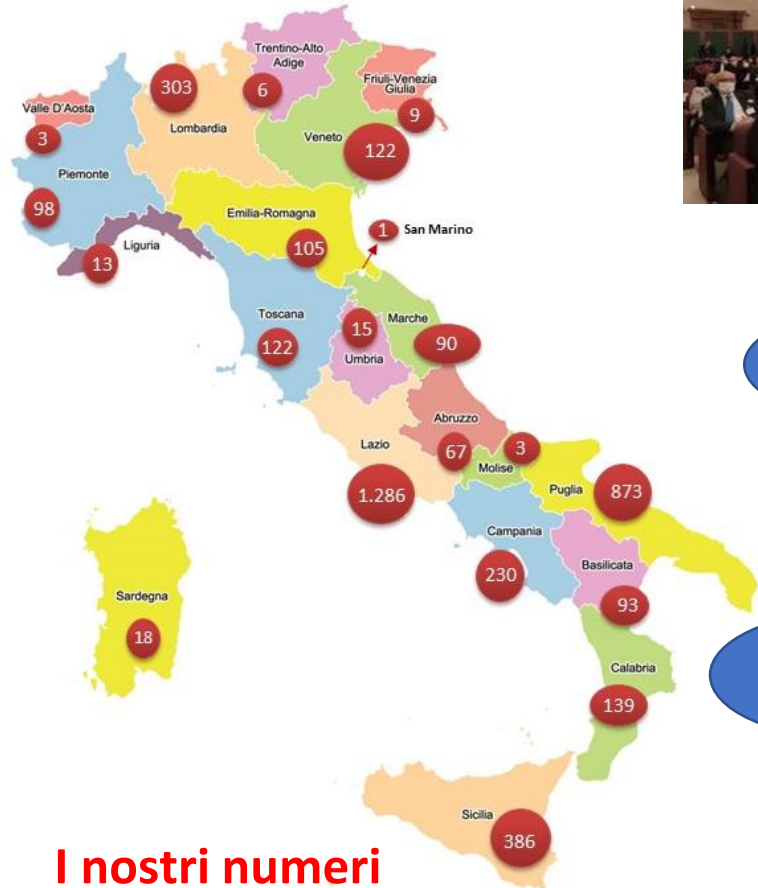 Trentino-Alto
Adige
303
6
Friuli-Venezia
Giulia
Valle D'Aosta
9
Lombardia
3
Veneto
122
Piemonte
98
Emilia-Romagna
1 San Marino
Liguria
105
13
Toscana
15
Marche
122
90
Umbria
Abruzzo
Lazio
67
3
Molise
1.286
Puglia
873
Campania
230
Basilicata
93
Sardegna
18
Calabria
139
Sicilia
386
I nostri numeri